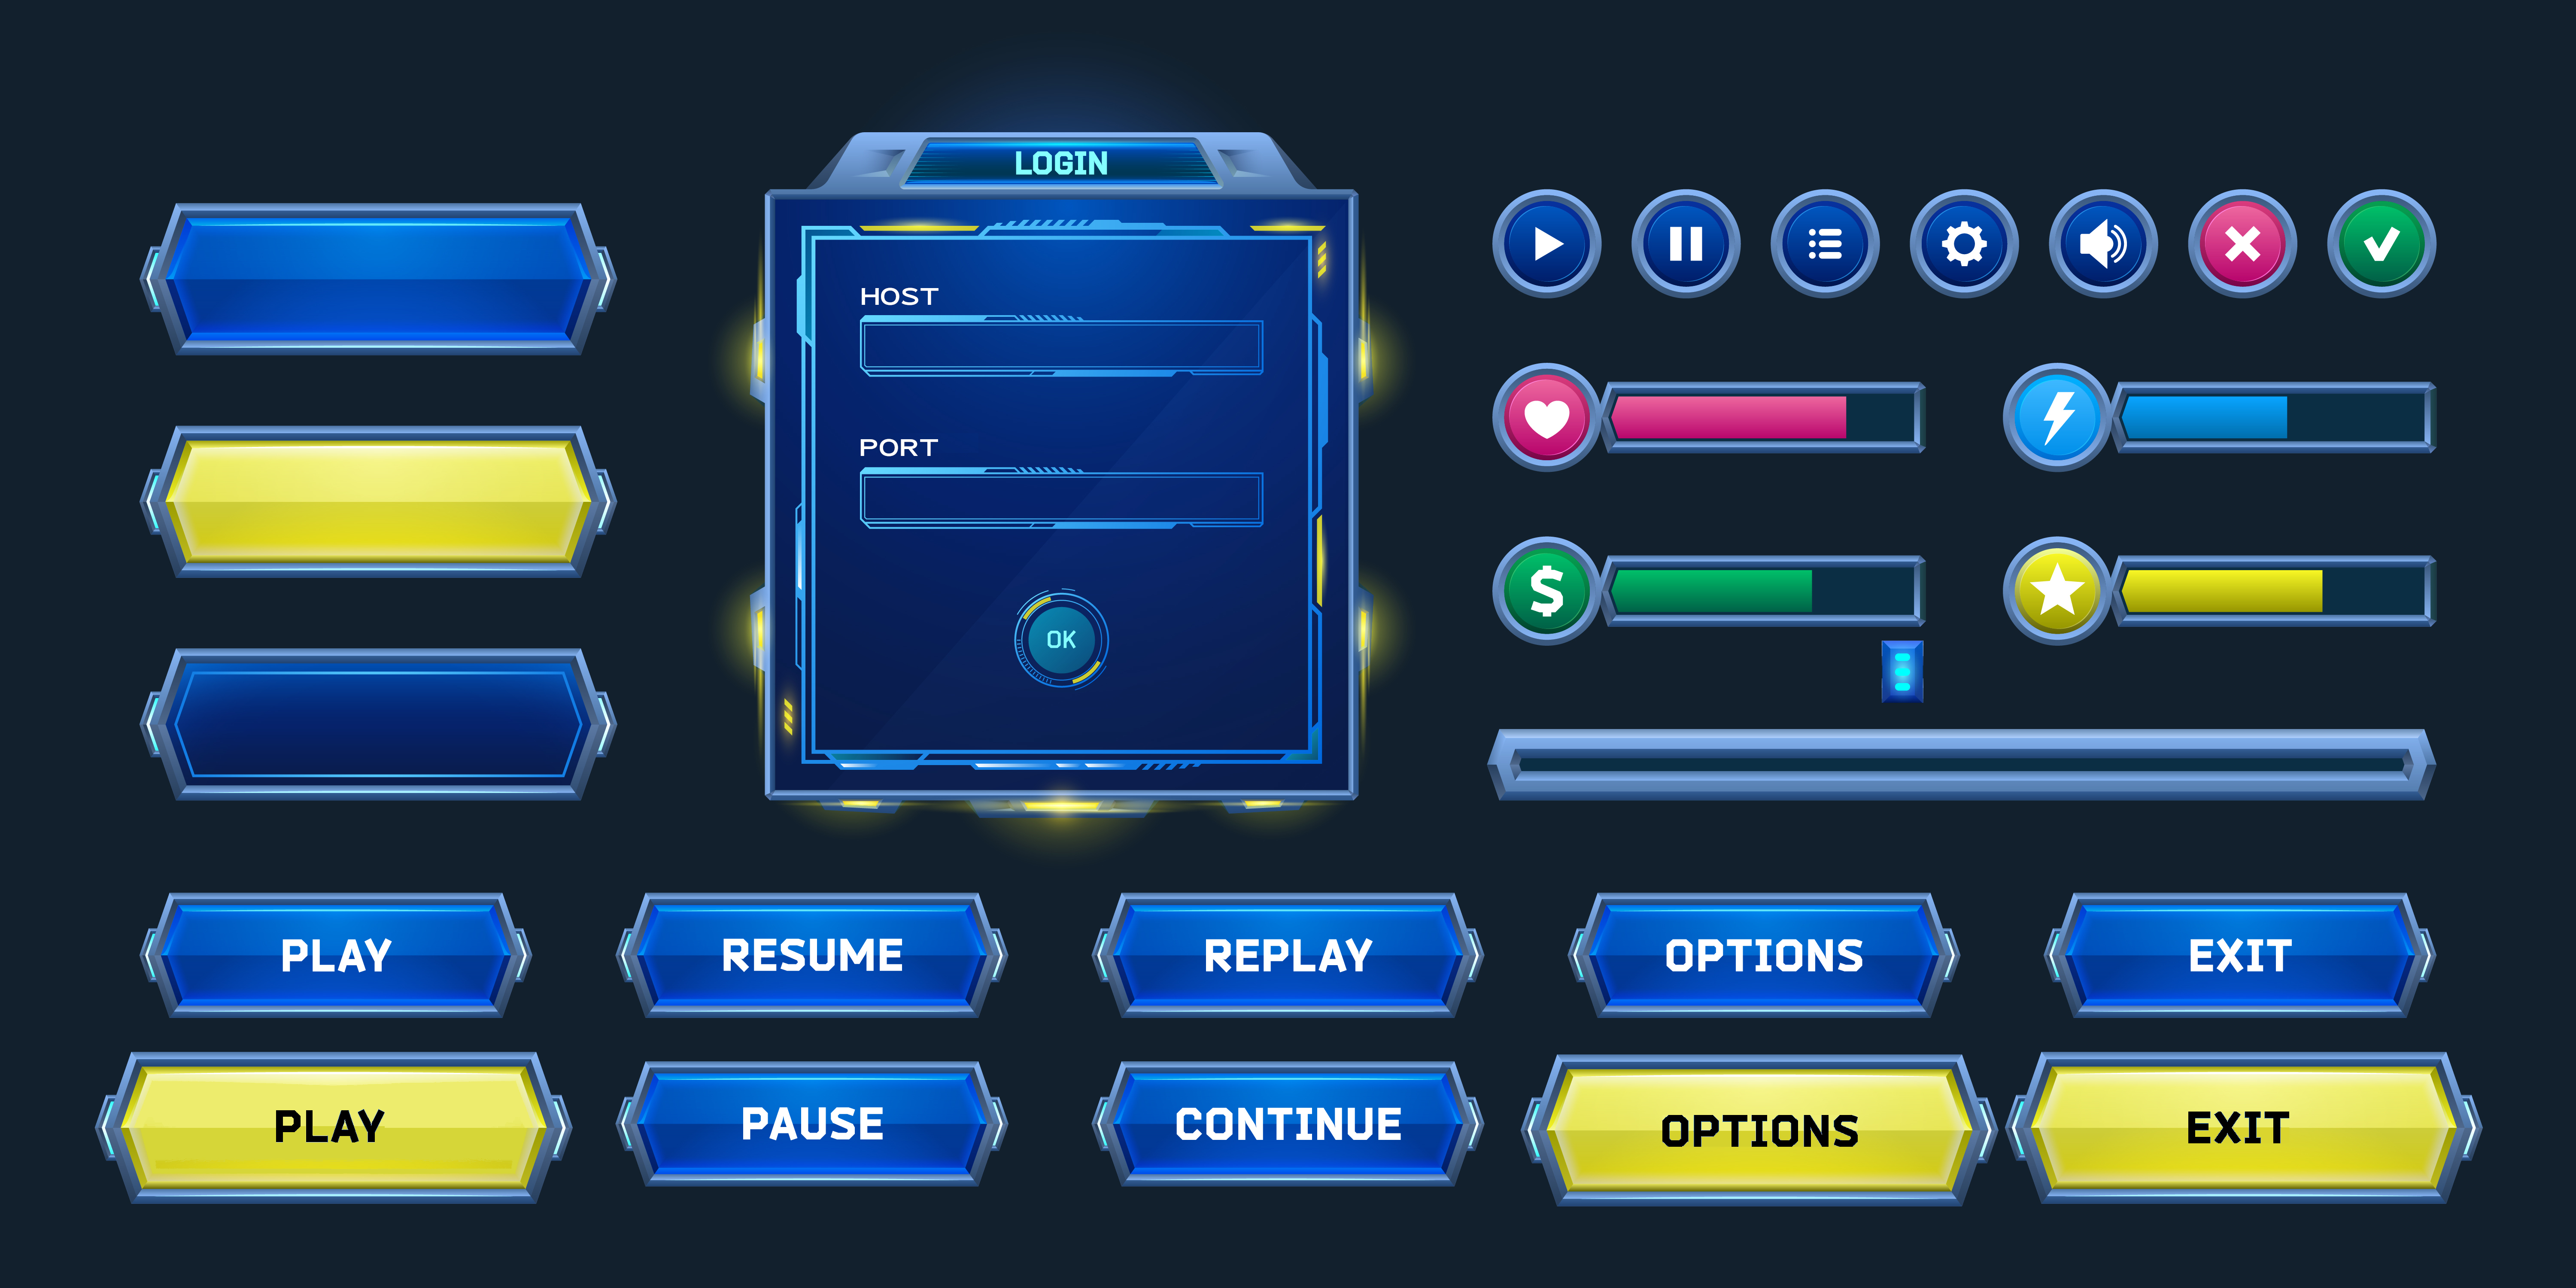 LOGIN
HOST
PORT
OK
$
PLAY
RESUME
REPLAY
OPTIONS
EXIT
PLAY
PAUSE
CONTINUE
OPTIONS
EXIT